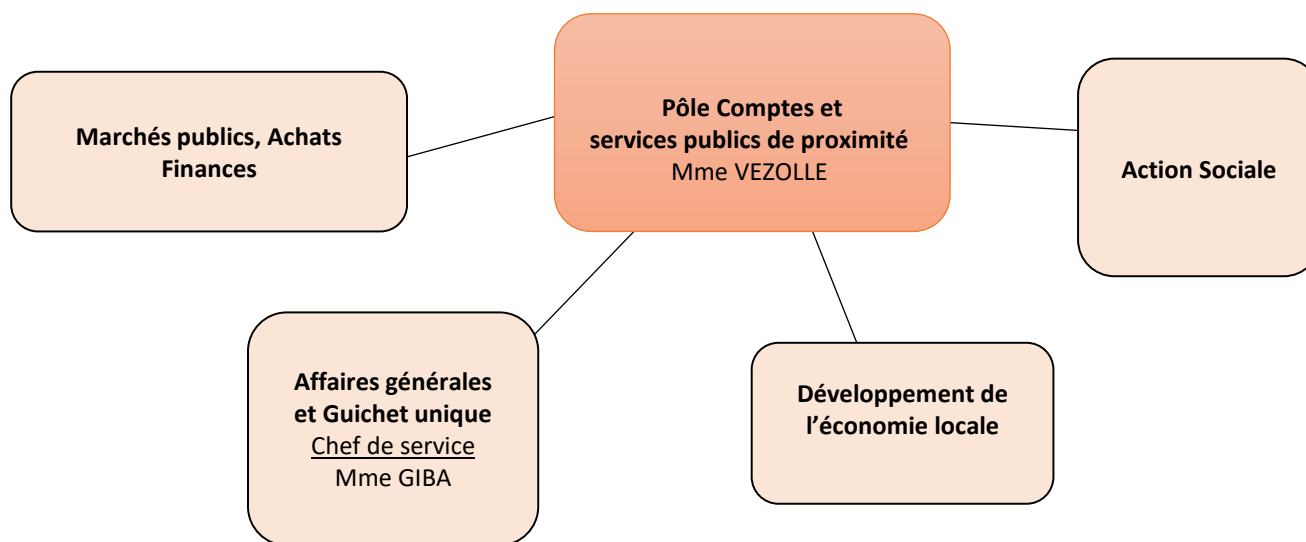 Pôle Comptes et
services publics de proximité
Mme VEZOLLE
Marchés publics, Achats
Finances
Action Sociale
Affaires générales
et Guichet unique
Chef de service
Mme GIBA
Développement de
l’économie locale